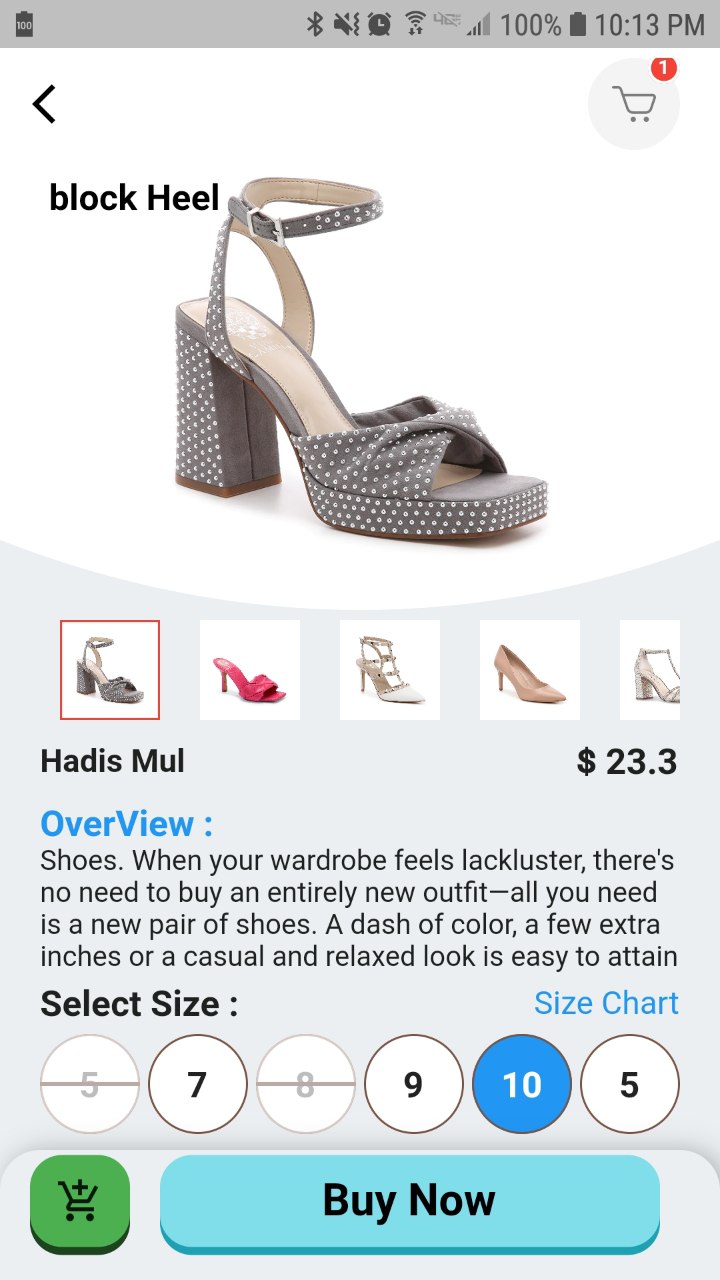 100
4G 100% 10:13 PM
1
block Heel
Hadis Mul
$ 23.3
OverView :
Shoes. When your wardrobe feels lackluster, there's
no need to buy an entirely new outfit—all you need
is a new pair of shoes. A dash of color, a few extra
inches or a casual and relaxed look is easy to attain
Select Size :
Size Chart
5 7 8 9 10 5
Buy Now